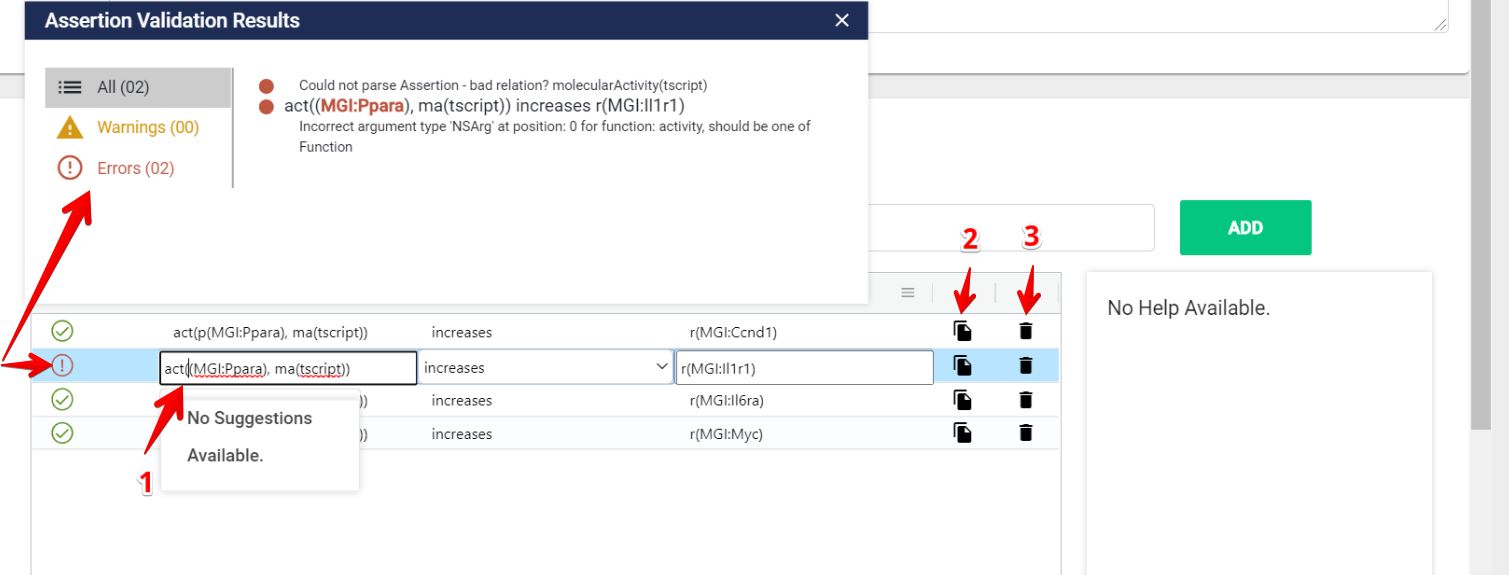 Assertion Validation Results
All (02)
Warnings (00)
Errors (02)
Could not parse Assertion - bad relation? molecularActivity(tscript)
act((MGI:Ppara), ma(tscript)) increases r(MGI:Il1r1)
Incorrect argument type 'NSArg' at position: 0 for function: activity, should be one of
Function
2
3
ADD
No Help Available.
act(p(MGI:Ppara), ma(tscript)) increases r(MGI:Ccnd1)
act((MGI:Ppara), ma(tscript)) increases r(MGI:Il1r1)
)) increases r(MGI:Il6ra)
)) increases r(MGI:Myc)
No Suggestions
Available.
1